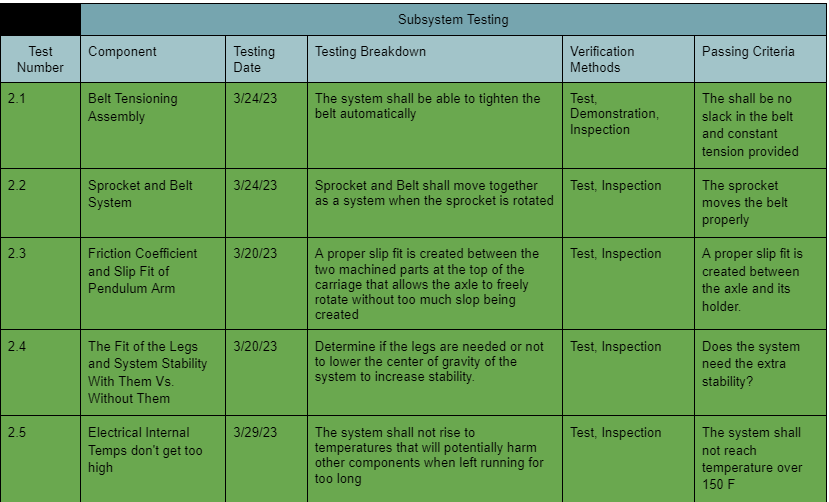 Subsystem Testing
Test
Number
Component
Testing
Date
Testing Breakdown
Verification
Methods
Passing Criteria
2.1
Belt Tensioning
Assembly
3/24/23
The system shall be able to tighten the
belt automatically
Test,
Demonstration,
Inspection
The shall be no
slack in the belt
and constant
tension provided
2.2
Sprocket and Belt
System
3/24/23
Sprocket and Belt shall move together
as a system when the sprocket is rotated
Test, Inspection
The sprocket
moves the belt
properly
2.3
Friction Coefficient
and Slip Fit of
Pendulum Arm
3/20/23
A proper slip fit is created between the
two machined parts at the top of the
carriage that allows the axle to freely
rotate without too much slop being
created
Test, Inspection
A proper slip fit is
created between
the axle and its
holder.
2.4
The Fit of the Legs
and System Stability
With Them Vs.
Without Them
3/20/23
Determine if the legs are needed or not
to lower the center of gravity of the
system to increase stability.
Test, Inspection
Does the system
need the extra
stability?
2.5
Electrical Internal
Temps don't get too
high
3/29/23
The system shall not rise to
temperatures that will potentially harm
other components when left running for
too long
Test, Inspection
The system shall
not reach
temperature over
150 F